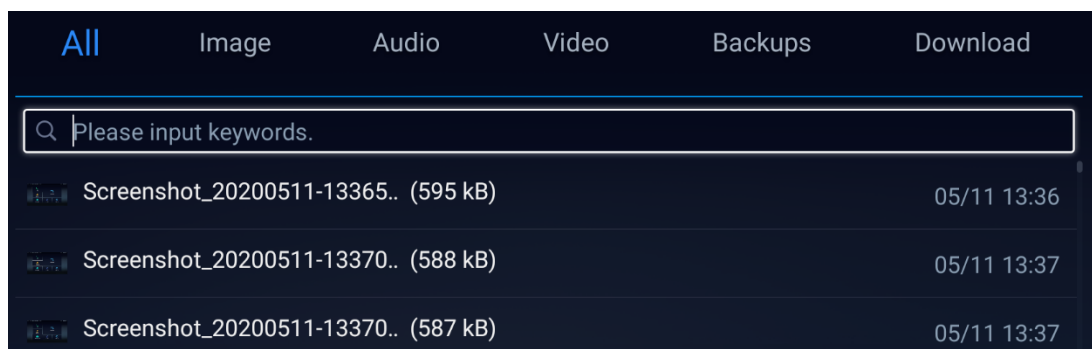 All Image Audio Video Backups Download
Please input keywords.
Screenshot_20200511-13365.. (595 kB) 05/11 13:36
Screenshot_20200511-13370.. (588 kB) 05/11 13:37
Screenshot_20200511-13370.. (587 kB) 05/11 13:37